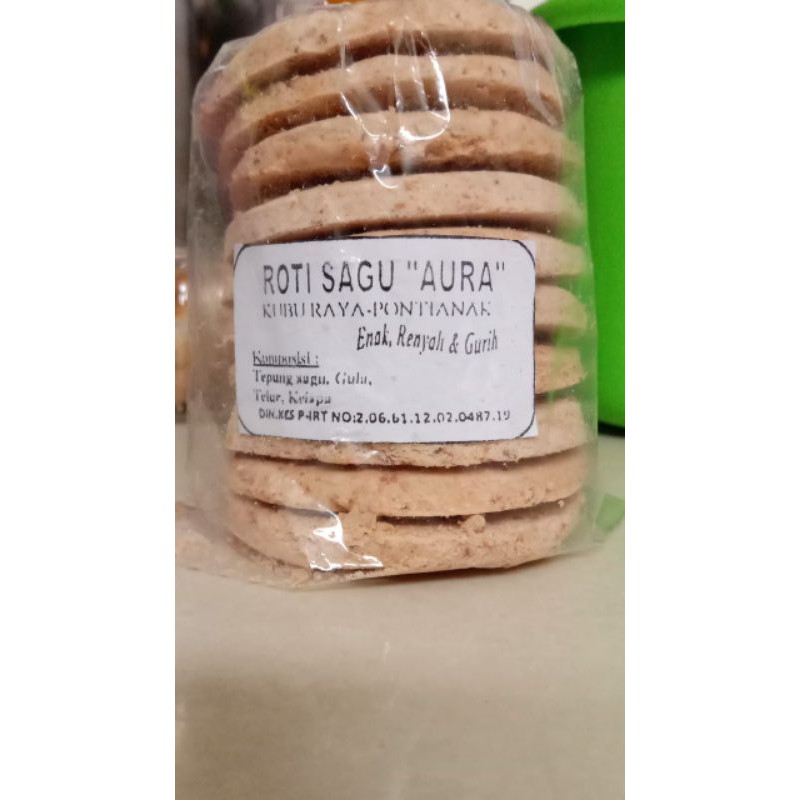 ROTI SAGU "AURA"
KUBU RAYA-PONTIANAK
Enak, Renyah & Gurih
Komposisi :
Tepung sagu, Gula,
Telur, Kelapa
DIN.KES P-IRT NO:2.06.61.12.02.0487.19